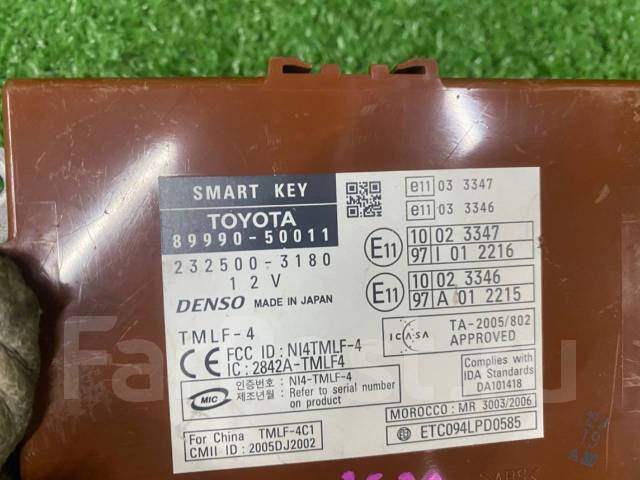 SMART KEY
TOYOTA
89990-50011
232500-3180
12V
DENSO MADE IN JAPAN
TMLF-4
CE FCC ID : NI4TMLF-4
IC : 2842A-TMLF4
MIC 인증번호 : NI4-TMLF-4
제조년월 : Refer to serial number
on product
For China TMLF-4C1
CMII ID : 2005DJ2002
e11 03 3347
e11 03 3346
E11 10 02 3347
97 I 01 2216
E11 10 02 3346
97 A 01 2215
ICASA TA-2005/802
APPROVED
Complies with
IDA Standards
DA101418
MOROCCO : MR 3003/2006
ETC094LPD0585
>ABS<